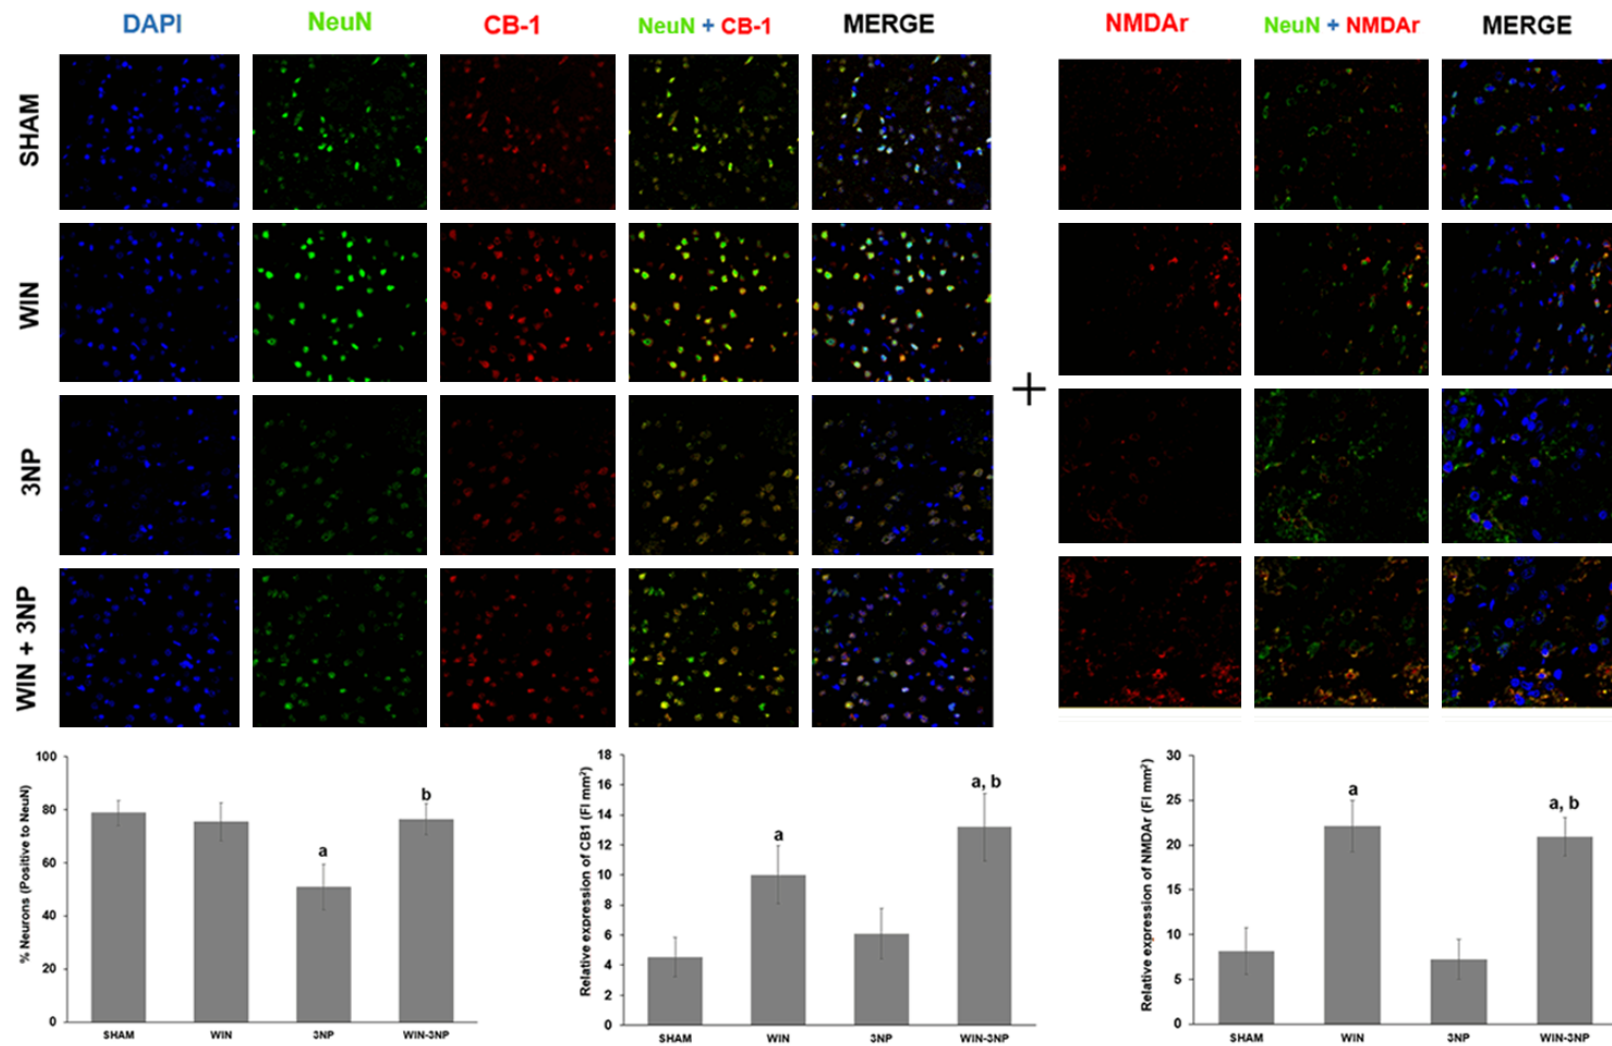 DAPI NeuN CB-1 NeuN + CB-1 MERGE NMDAr NeuN + NMDAr MERGE
SHAM
WIN
+
3NP
WIN + 3NP
% Neurons (Positive to NeuN)
100
80
60
40
20
0
a
b
SHAM WIN 3NP WIN-3NP
Relative expression of CB1 (FI mm²)
18
16
14
12
10
8
6
4
2
0
a
a, b
SHAM WIN 3NP WIN-3NP
Relative expression of NMDAr (FI mm²)
30
25
20
15
10
5
0
a
a, b
SHAM WIN 3NP WIN-3NP